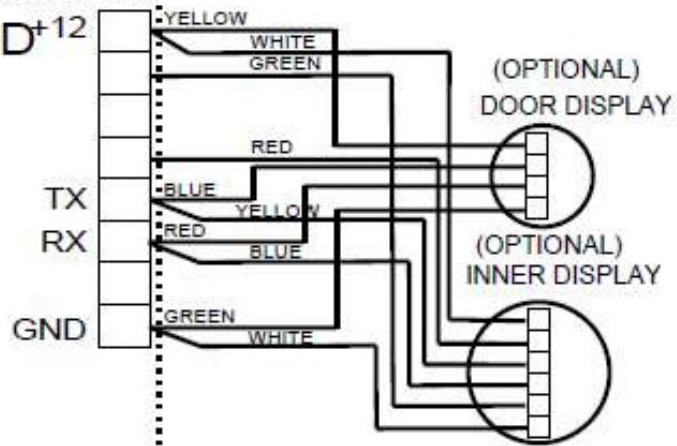 D+12
YELLOW
WHITE
GREEN
(OPTIONAL)
DOOR DISPLAY
RED
TX
BLUE
YELLOW
RX
RED
BLUE
(OPTIONAL)
INNER DISPLAY
GND
GREEN
WHITE